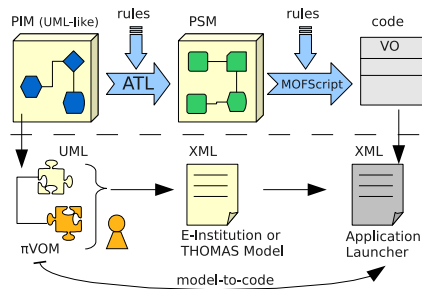 PIM (UML-like)
rules
PSM
rules
code
ATL
MOFScript
VO
UML
XML
XML
πVOM
E-Institution or
THOMAS Model
Application
Launcher
model-to-code